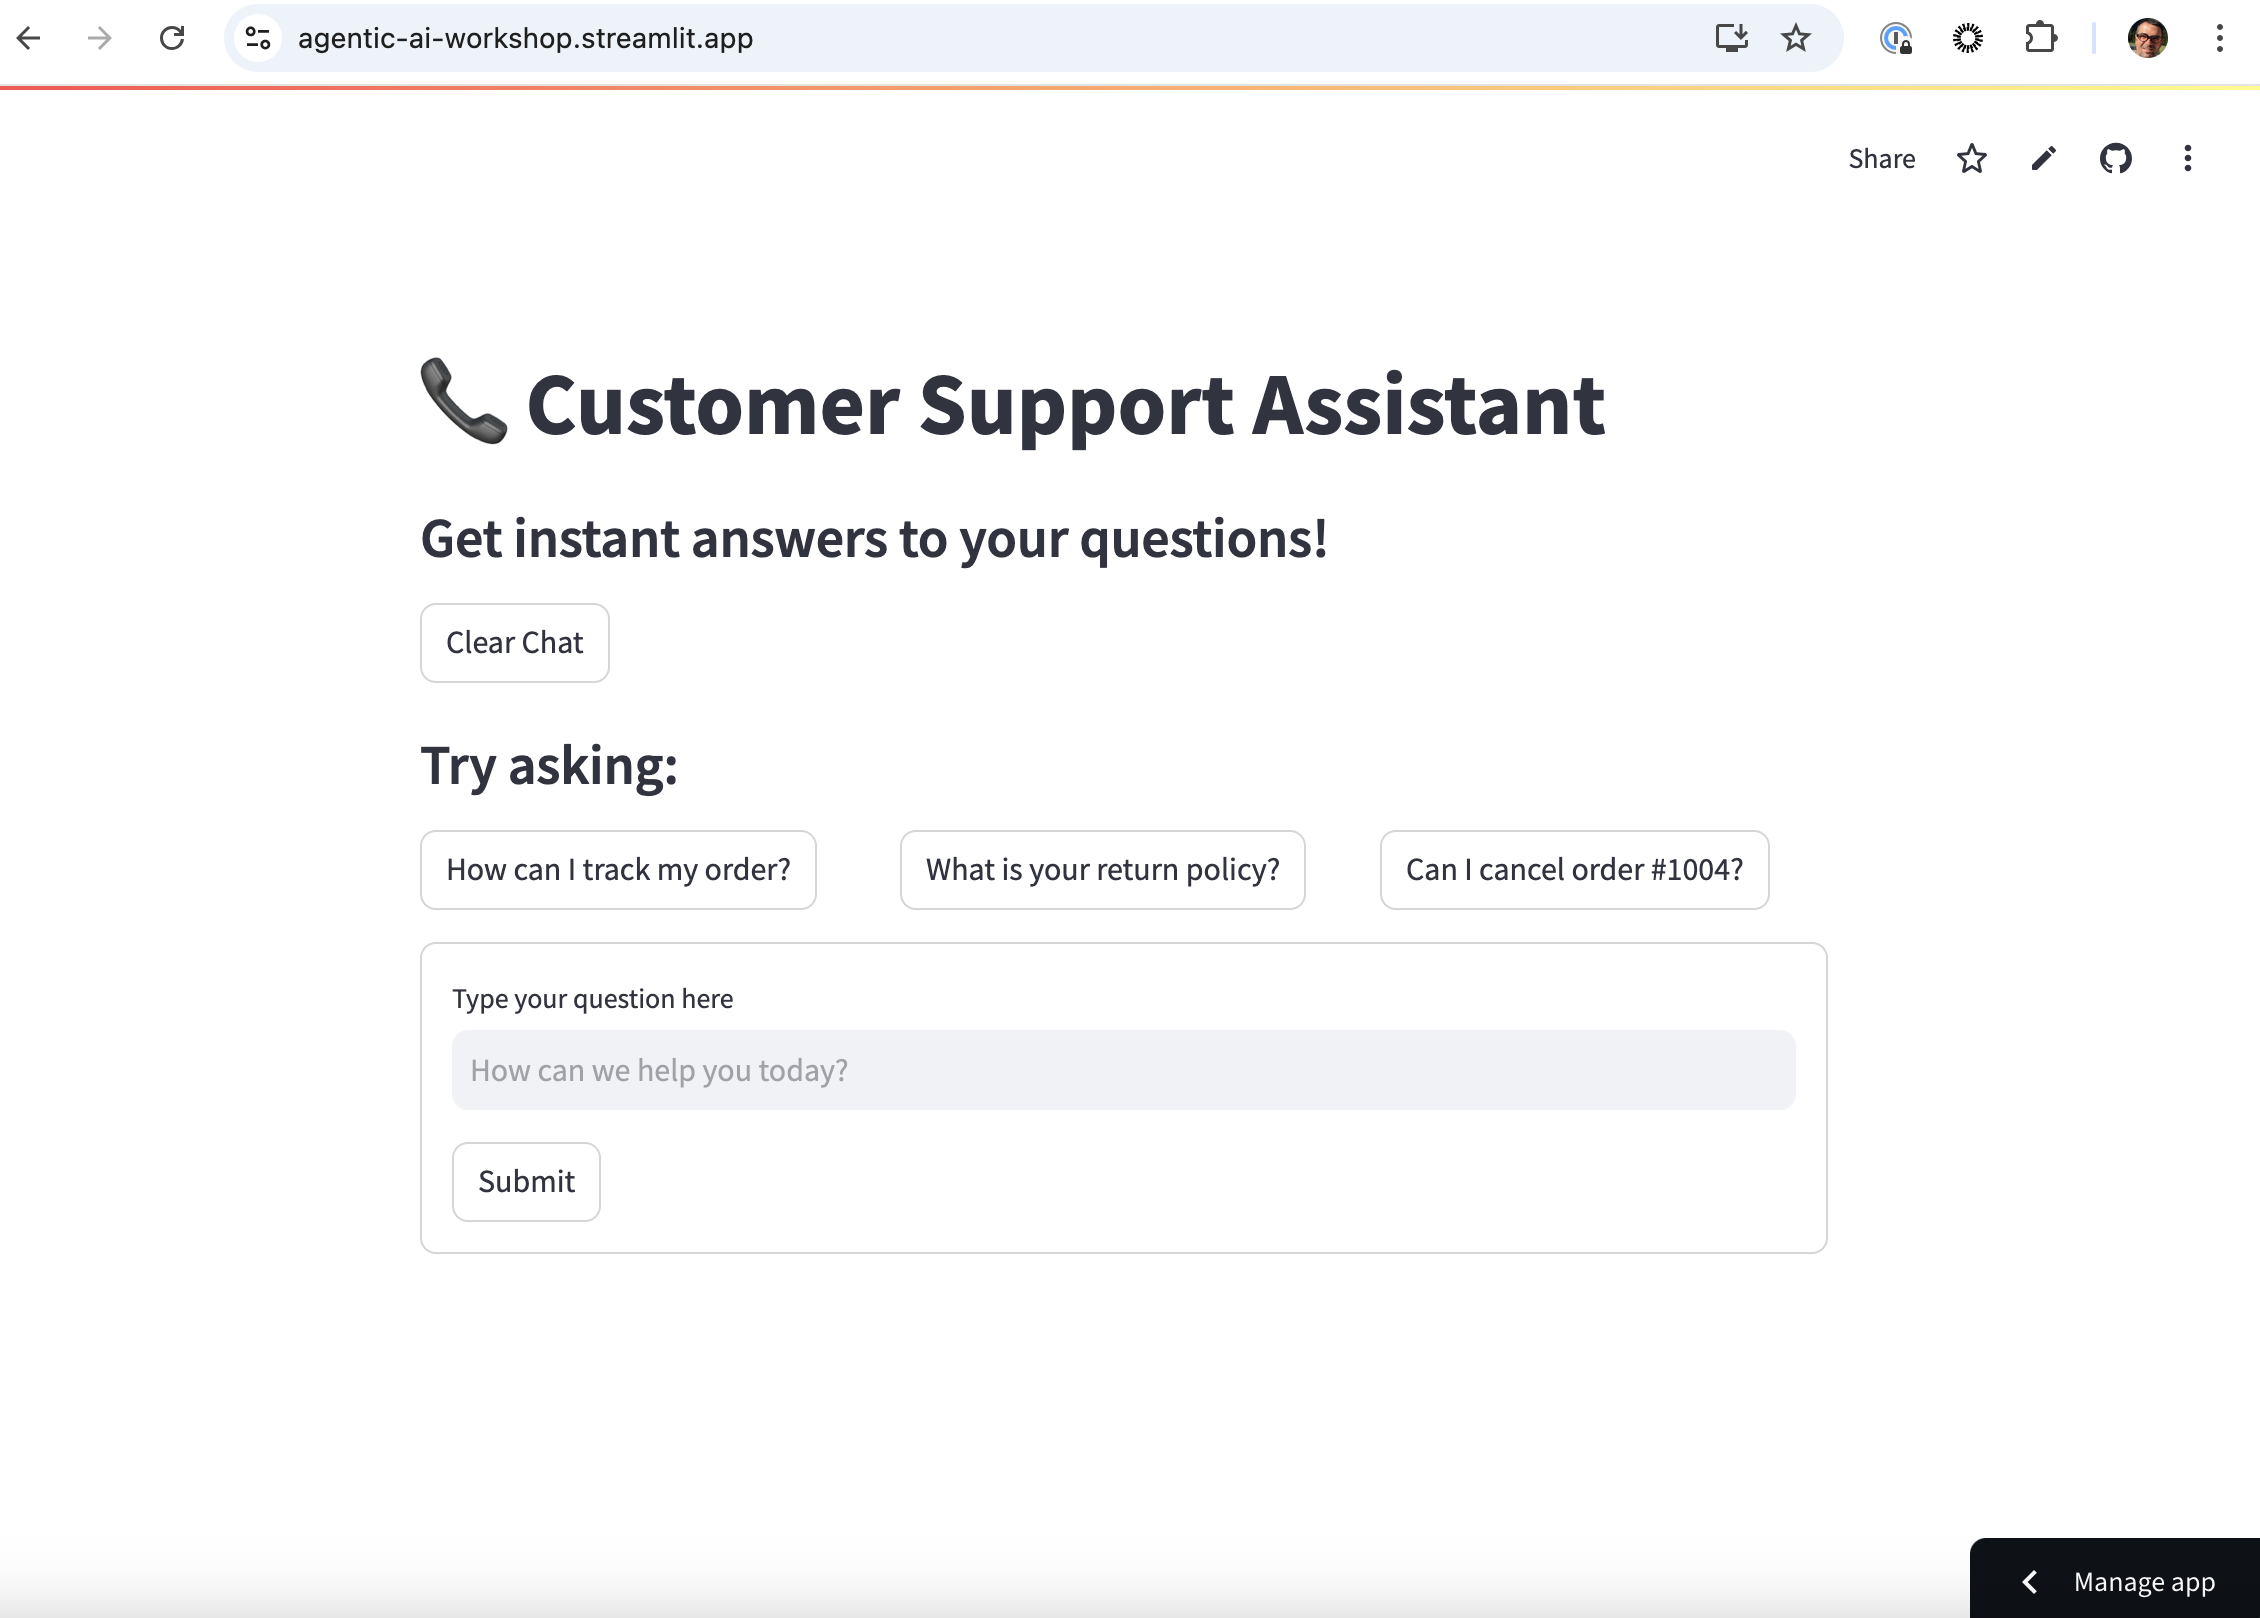 agentic-ai-workshop.streamlit.app
Share
Customer Support Assistant
Get instant answers to your questions!
Clear Chat
Try asking:
How can I track my order?
What is your return policy?
Can I cancel order #1004?
Type your question here
How can we help you today?
Submit
Manage app